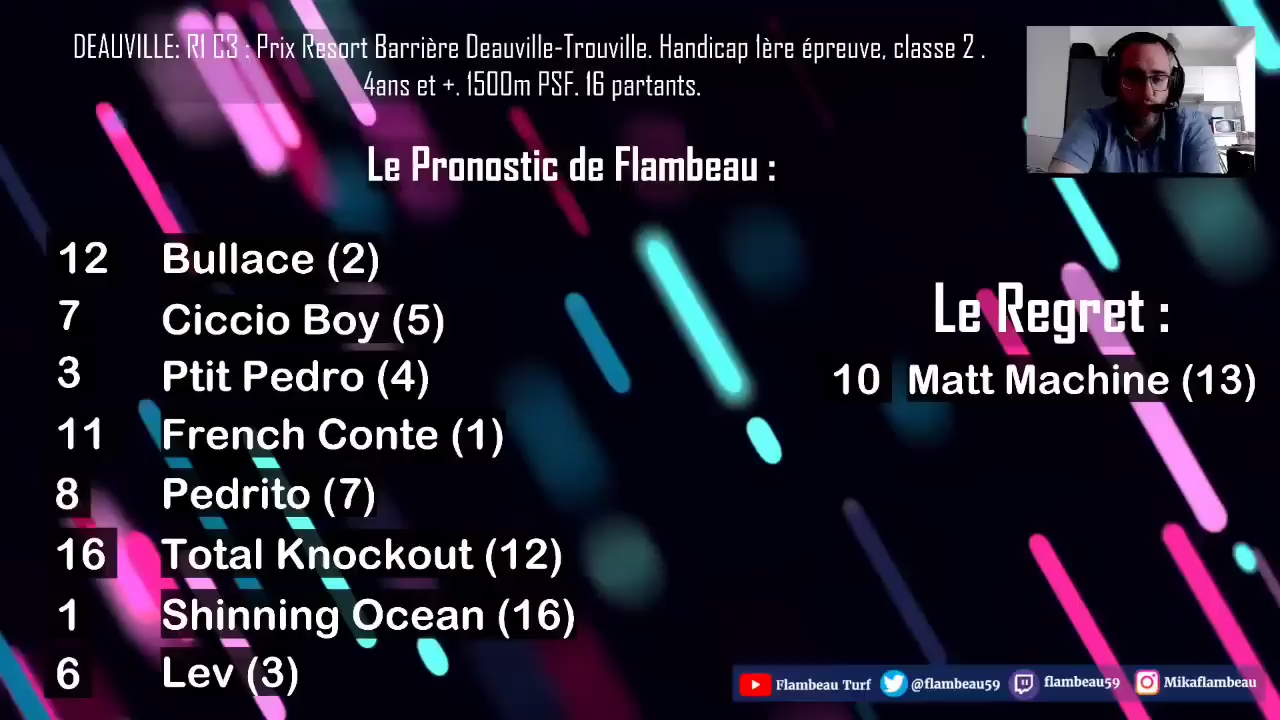 DEAUVILLE: R1 C3 : Prix Resort Barrière Deauville-Trouville. Handicap 1ère épreuve, classe 2 .
4ans et +. 1500m PSF. 16 partants.
Le Pronostic de Flambeau :
12 Bullace (2)
7 Ciccio Boy (5)
3 Ptit Pedro (4)
11 French Conte (1)
8 Pedrito (7)
16 Total Knockout (12)
1 Shinning Ocean (16)
6 Lev (3)
Le Regret :
10 Matt Machine (13)
Flambeau Turf @flambeau59 flambeau59 Mikaflambeau